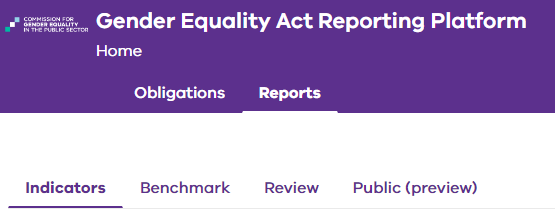 COMMISSION FOR
GENDER EQUALITY
IN THE PUBLIC SECTOR
Gender Equality Act Reporting Platform
Home
Obligations Reports
Indicators Benchmark Review Public (preview)